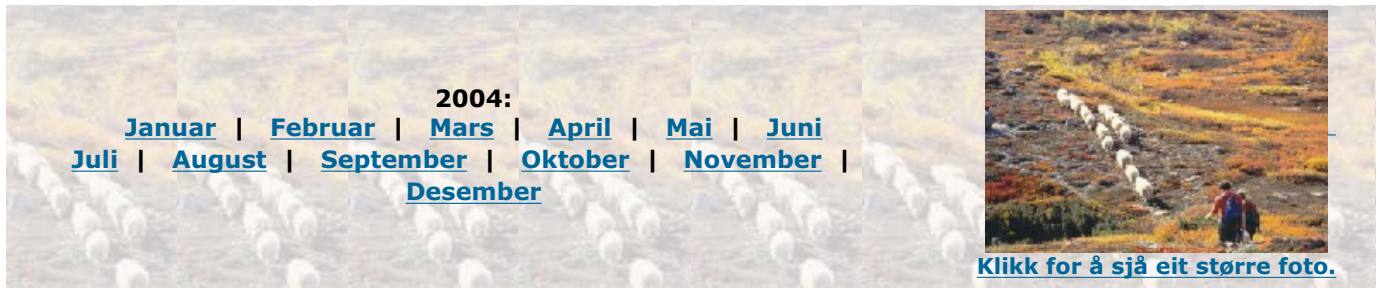 2004:
Januar | Februar | Mars | April | Mai | Juni
Juli | August | September | Oktober | November |
Desember
Klikk for å sjå eit større foto.